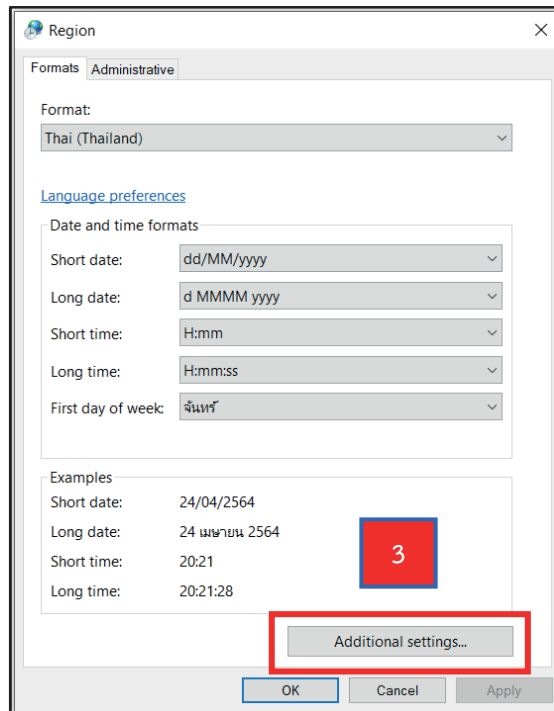 Region
Formats Administrative
Format:
Thai (Thailand)
Language preferences
Date and time formats
Short date: dd/MM/yyyy
Long date: d MMMM yyyy
Short time: H:mm
Long time: H:mm:ss
First day of week: จันทร์
Examples
Short date: 24/04/2564
Long date: 24 เมษายน 2564
Short time: 20:21
Long time: 20:21:28
3
Additional settings...
OK Cancel Apply